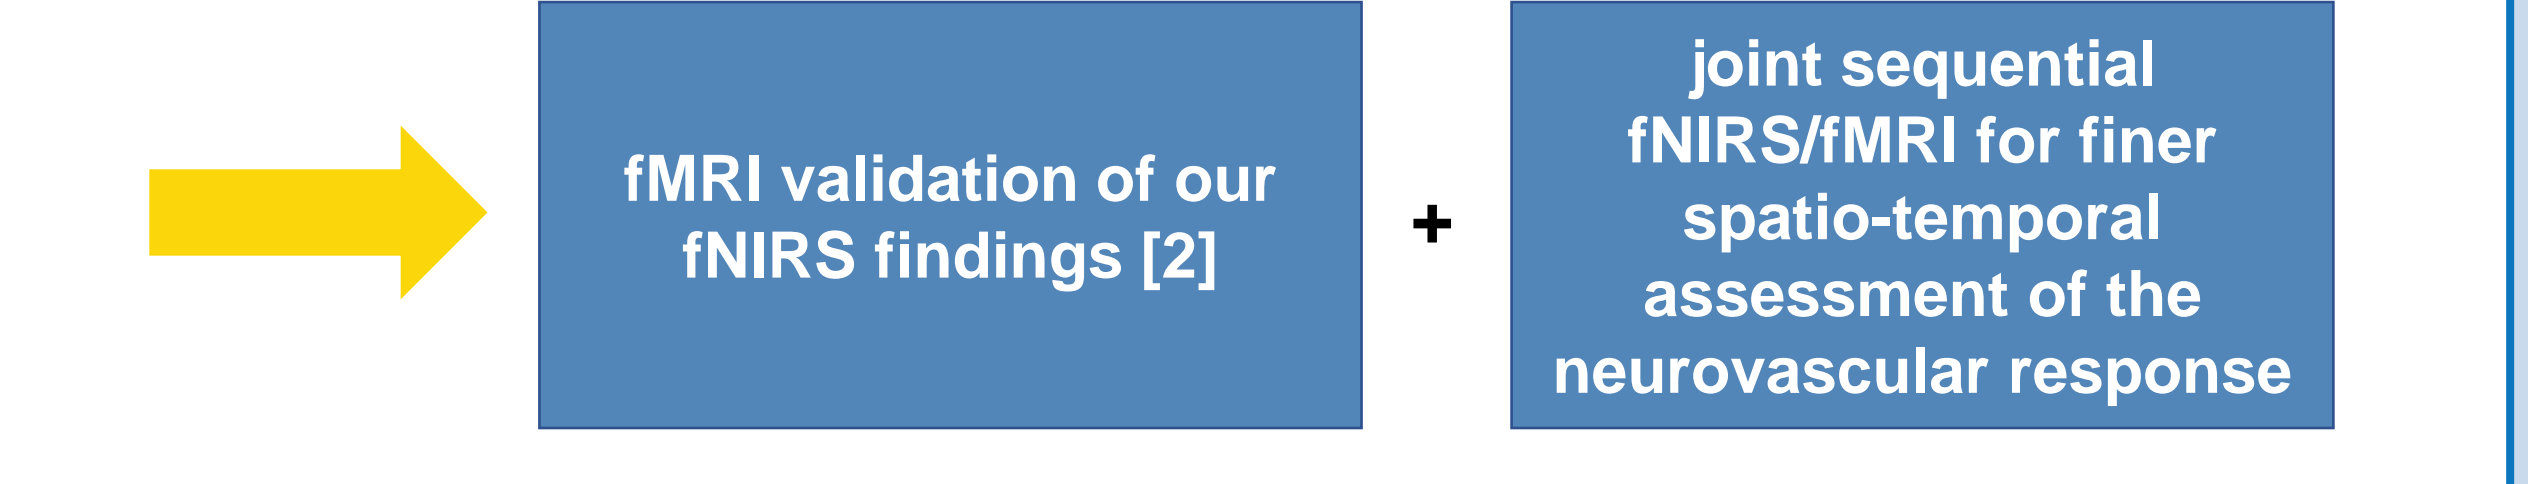 fMRI validation of our
fNIRS findings [2]
+
joint sequential
fNIRS/fMRI for finer
spatio-temporal
assessment of the
neurovascular response